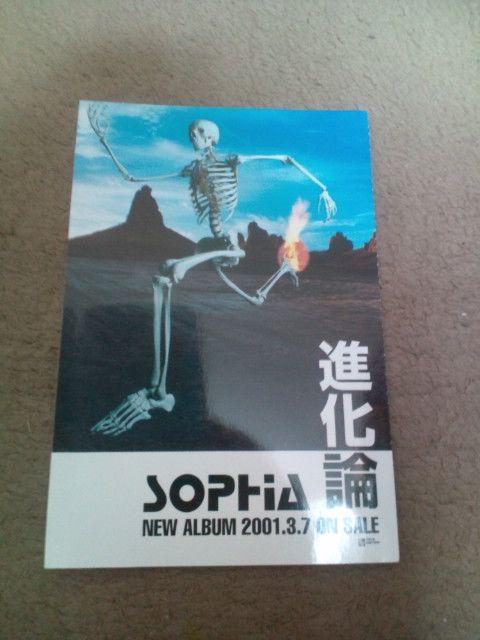 進化論
SOPHiA
NEW ALBUM 2001.3.7 ON SALE